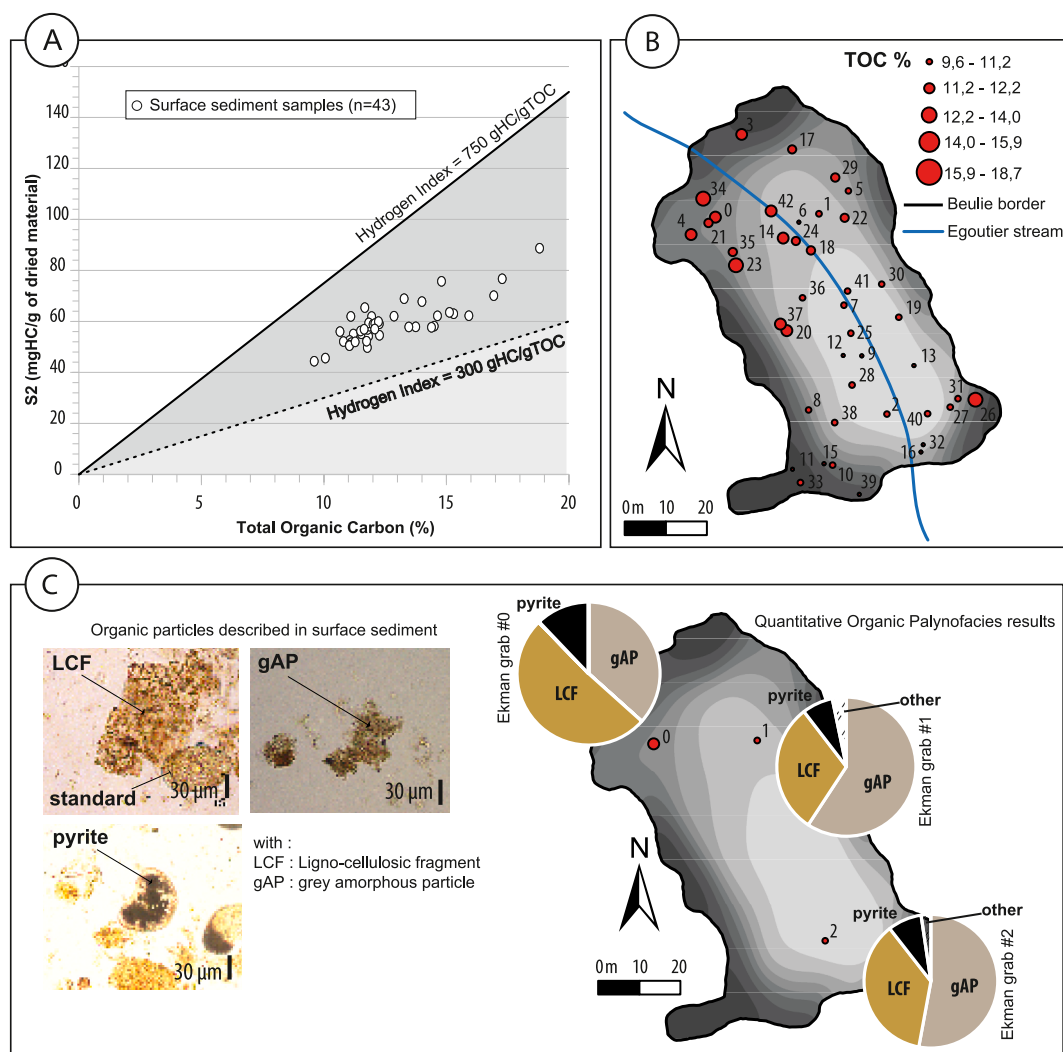 A
S2 (mgHC/g of dried material)
140
120
100
80
60
40
20
0
Surface sediment samples (n=43)
Hydrogen Index = 750 gHC/gTOC
Hydrogen Index = 300 gHC/gTOC
0 5 10 15 20
Total Organic Carbon (%)
B
TOC %
9,6 - 11,2
11,2 - 12,2
12,2 - 14,0
14,0 - 15,9
15,9 - 18,7
Beulie border
Egoutier stream
3
17
29
5
34
0
42
6
1
22
4
21
14
24
18
35
23
41
30
36
7
19
37
20
25
12
9
13
28
31
8
2
27
26
38
40
32
16
11
15
10
33
39
N
0 m 10 20
C
Organic particles described in surface sediment
LCF
standard
30 µm
gAP
30 µm
pyrite
30 µm
with :
LCF : Ligno-cellulosic fragment
gAP : grey amorphous particle
Quantitative Organic Palynofacies results
Ekman grab #0
pyrite
gAP
LCF
0
1
pyrite
other
LCF
gAP
Ekman grab #1
N
0 m 10 20
2
pyrite
other
LCF
gAP
Ekman grab #2